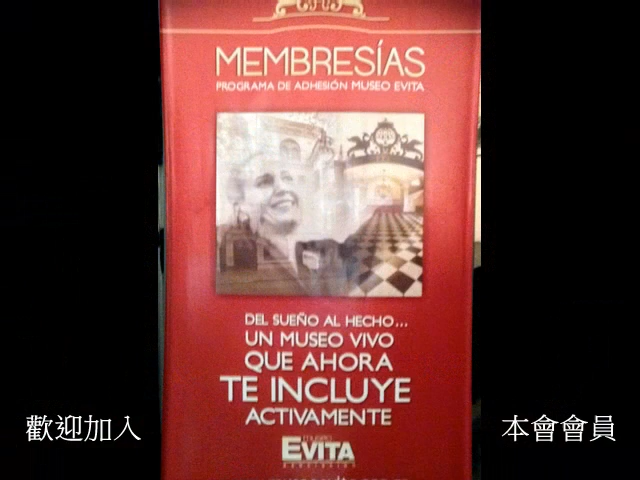 MEMBRESÍAS
PROGRAMA DE ADHESIÓN MUSEO EVITA
DEL SUEÑO AL HECHO...
UN MUSEO VIVO
QUE AHORA
TE INCLUYE
ACTIVAMENTE
歡迎加入
本會會員
museo
EVITA